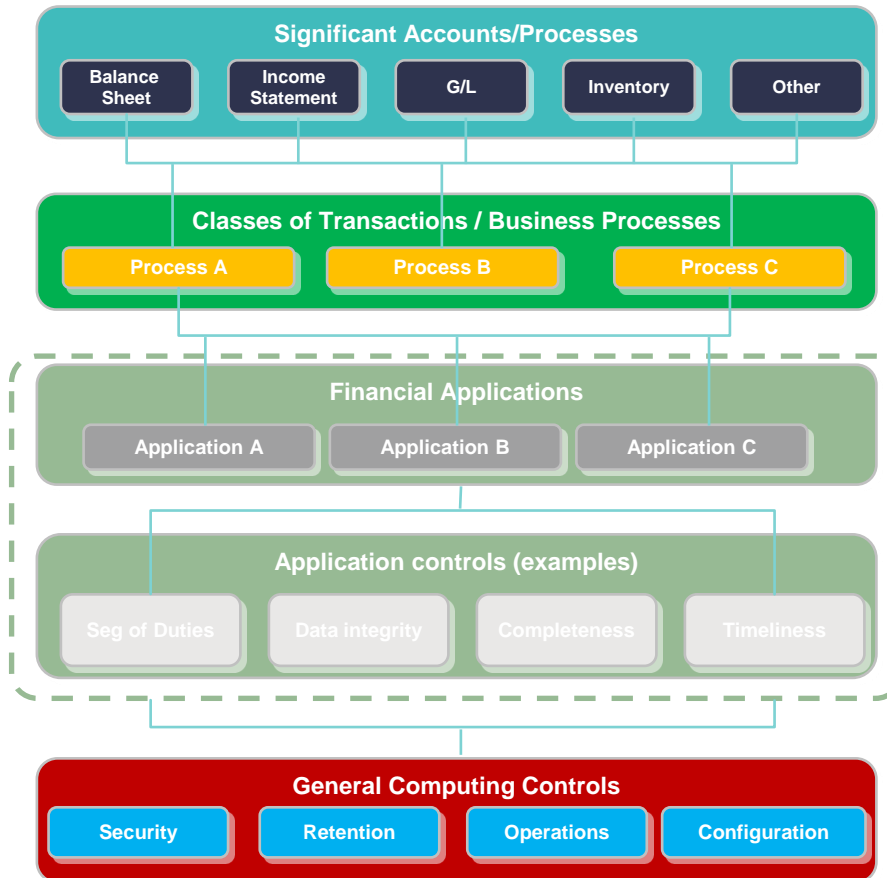 Significant Accounts/Processes
Balance
Sheet
Income
Statement
G/L
Inventory
Other
Classes of Transactions / Business Processes
Process A
Process B
Process C
Financial Applications
Application A
Application B
Application C
Application controls (examples)
Seg of Duties
Data integrity
Completeness
Timeliness
General Computing Controls
Security
Retention
Operations
Configuration